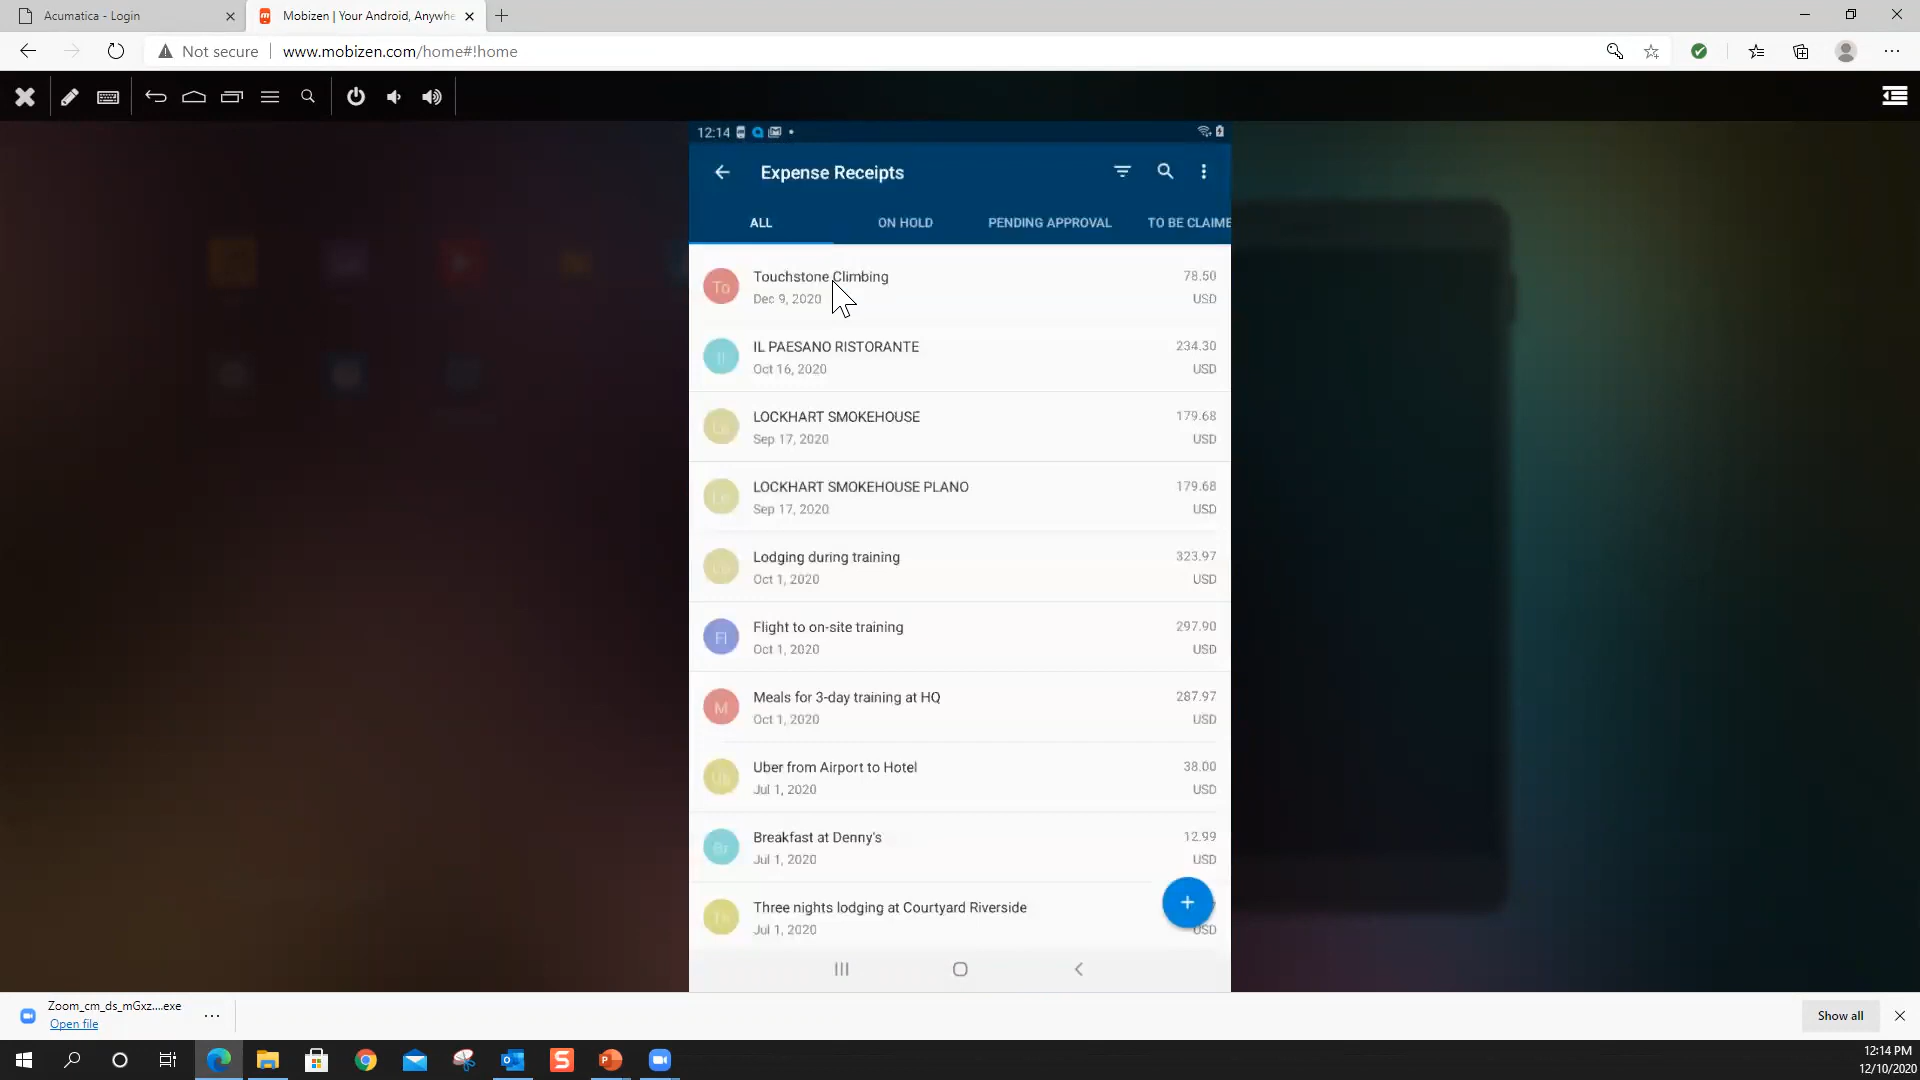 Acumatica - Login
Mobizen | Your Android, Anywhe
Not secure
www.mobizen.com/home#!home
12:14
Expense Receipts
ALL
ON HOLD
PENDING APPROVAL
TO BE CLAIME
To
Touchstone Climbing
78.50
Dec 9, 2020
USD
IL PAESANO RISTORANTE
234.30
Oct 16, 2020
USD
LOCKHART SMOKEHOUSE
179.68
Sep 17, 2020
USD
LOCKHART SMOKEHOUSE PLANO
179.68
Sep 17, 2020
USD
Lodging during training
323.97
Oct 1, 2020
USD
Fl
Flight to on-site training
297.90
Oct 1, 2020
USD
M
Meals for 3-day training at HQ
287.97
Oct 1, 2020
USD
Uber from Airport to Hotel
38.00
Jul 1, 2020
USD
Breakfast at Denny's
12.99
Jul 1, 2020
USD
Three nights lodging at Courtyard Riverside
Jul 1, 2020
USD
Zoom_cm_ds_mGxz....exe
Open file
Show all
12:14 PM
12/10/2020